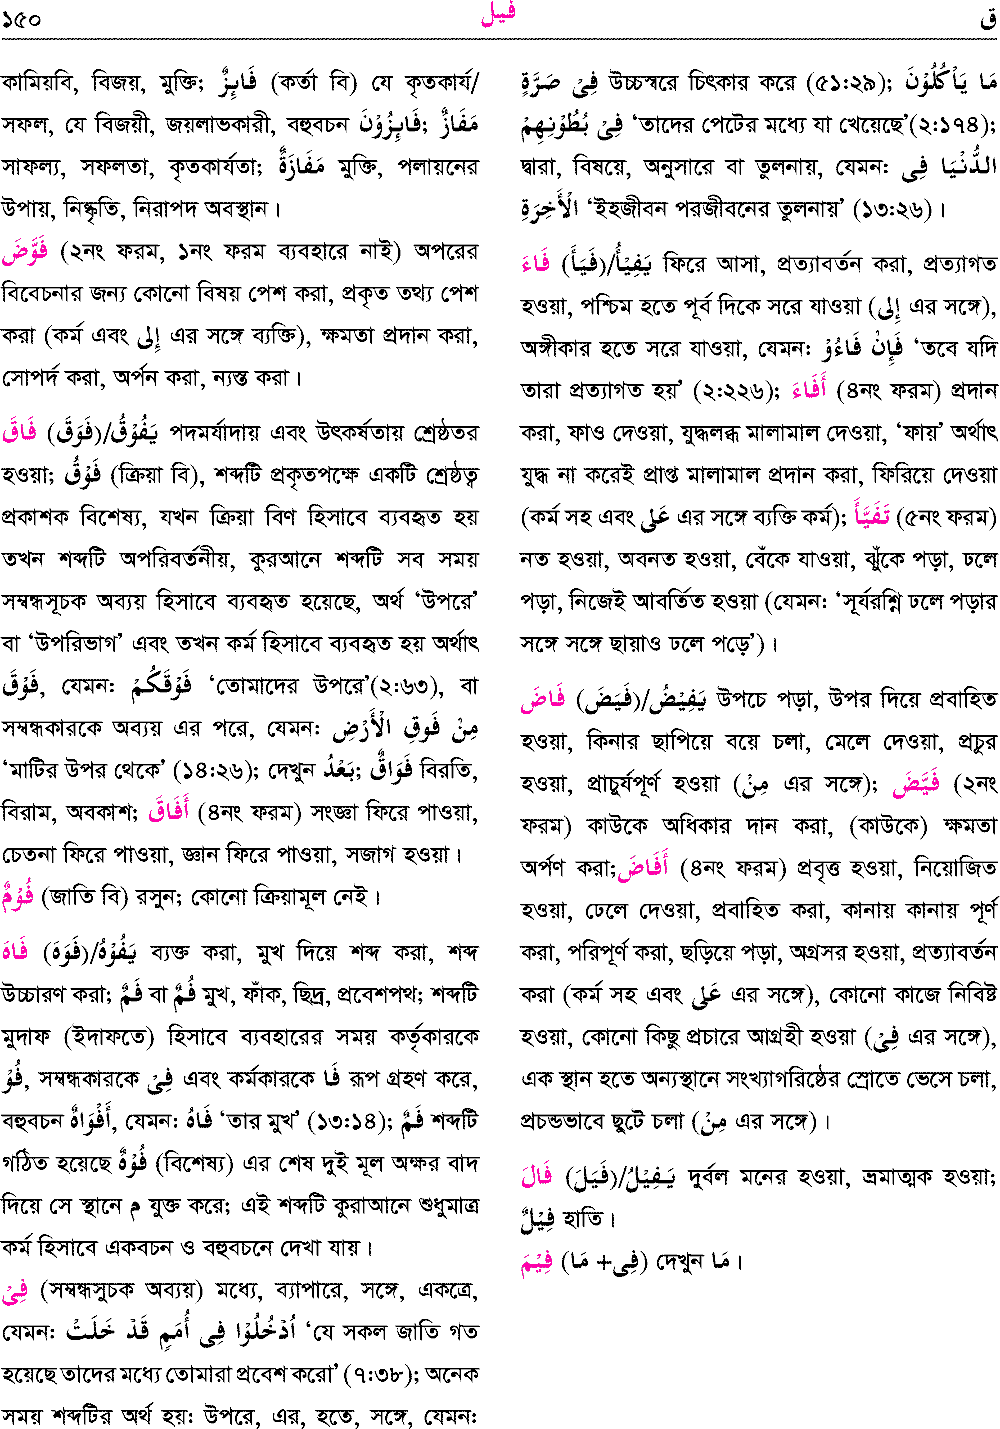 ১৫০
فيل
ق
কামিয়বি, বিজয়, মুক্তি; فَايِزٌ (কর্তা বি) যে কৃতকার্য/
সফল, যে বিজয়ী, জয়লাভকারী, বহুবচন فَايِزُوْنَ; مَفَازٌ
সাফল্য, সফলতা, কৃতকার্যতা; مَفَازَةٌ মুক্তি, পলায়নের
উপায়, নিষ্কৃতি, নিরাপদ অবস্থান।
فَوَّضَ (২নং ফরম, ১নং ফরম ব্যবহারে নাই) অপরের
বিবেচনার জন্য কোনো বিষয় পেশ করা, প্রকৃত তথ্য পেশ
করা (কর্ম এবং إِلى এর সঙ্গে ব্যক্তি), ক্ষমতা প্রদান করা,
সোপর্দ করা, অর্পন করা, ন্যস্ত করা।
فَاقَ (فَوَقَ)/يَفُوْقُ পদমর্যাদায় এবং উৎকর্ষতায় শ্রেষ্ঠতর
হওয়া; فَوْقُ (ক্রিয়া বি), শব্দটি প্রকৃতপক্ষে একটি শ্রেষ্ঠত্ব
প্রকাশক বিশেষ্য, যখন ক্রিয়া বিণ হিসাবে ব্যবহৃত হয়
তখন শব্দটি অপরিবর্তনীয়, কুরআনে শব্দটি সব সময়
সম্বন্ধসূচক অব্যয় হিসাবে ব্যবহৃত হয়েছে, অর্থ ‘উপরে’
বা ‘উপরিভাগ’ এবং তখন কর্ম হিসাবে ব্যবহৃত হয় অর্থাৎ
فَوْقَ, যেমন: فَوْقَكُمْ ‘তোমাদের উপরে’(২:৬৩), বা
সম্বন্ধকারকে অব্যয় এর পরে, যেমন: مِنْ فَوقِ الْأَرْضِ
‘মাটির উপর থেকে’ (১৪:২৬); দেখুন بَعْدُ; فَوَاقٌ বিরতি,
বিরাম, অবকাশ; أَفَاقَ (৪নং ফরম) সংজ্ঞা ফিরে পাওয়া,
চেতনা ফিরে পাওয়া, জ্ঞান ফিরে পাওয়া, সজাগ হওয়া।
فُوْمٌ (জাতি বি) রসুন; কোনো ক্রিয়ামূল নেই।
فَاهَ (فَوَهَ)/يَفُوْهُ ব্যক্ত করা, মুখ দিয়ে শব্দ করা, শব্দ
উচ্চারণ করা; فَمٌ বা فُمٌ মুখ, ফাঁক, ছিদ্র, প্রবেশপথ; শব্দটি
মুদাফ (ইদাফতে) হিসাবে ব্যবহারের সময় কর্তৃকারকে
فُوْ, সম্বন্ধকারকে فِيْ এবং কর্মকারকে فَا রূপ গ্রহণ করে,
বহুবচন أَفْوَاهٌ, যেমন: فَاهُ ‘তার মুখ’ (১৩:১৪); فَمٌ শব্দটি
গঠিত হয়েছে فُوْهٌ (বিশেষ্য) এর শেষ দুই মূল অক্ষর বাদ
দিয়ে সে স্থানে م যুক্ত করে; এই শব্দটি কুরাআনে শুধুমাত্র
কর্ম হিসাবে একবচন ও বহুবচনে দেখা যায়।
فِيْ (সম্বন্ধসুচক অব্যয়) মধ্যে, ব্যাপারে, সঙ্গে, একত্রে,
যেমন: اُدْخُلُوْا فِى أُمَمٍ قَدْ خَلَتْ ‘যে সকল জাতি গত
হয়েছে তাদের মধ্যে তোমারা প্রবেশ করো’ (৭:৩৮); অনেক
সময় শব্দটির অর্থ হয়: উপরে, এর, হতে, সঙ্গে, যেমন:
فِيْ صَرَّةٍ উচ্চস্বরে চিৎকার করে (৫১:২৯); مَا يَأْكُلُوْنَ
فِيْ بُطُوْنِهِمْ ‘তাদের পেটের মধ্যে যা খেয়েছে’(২:১৭৪);
দ্বারা, বিষয়ে, অনুসারে বা তুলনায়, যেমন: الدُّنْيَا فِى
الْأَخِرَةِ ‘ইহজীবন পরজীবনের তুলনায়’ (১৩:২৬)।
فَاءَ (فَيَأَ)/يَفِيْأُ ফিরে আসা, প্রত্যাবর্তন করা, প্রত্যাগত
হওয়া, পশ্চিম হতে পূর্ব দিকে সরে যাওয়া (إِلى এর সঙ্গে),
অঙ্গীকার হতে সরে যাওয়া, যেমন: فَإِنْ فَاءُوْ ‘তবে যদি
তারা প্রত্যাগত হয়’ (২:২২৬); أَفَاءَ (৪নং ফরম) প্রদান
করা, ফাও দেওয়া, যুদ্ধলব্ধ মালামাল দেওয়া, ‘ফায়’ অর্থাৎ
যুদ্ধ না করেই প্রাপ্ত মালামাল প্রদান করা, ফিরিয়ে দেওয়া
(কর্ম সহ এবং عَلى এর সঙ্গে ব্যক্তি কর্ম); تَفَيَّأَ (৫নং ফরম)
নত হওয়া, অবনত হওয়া, বেঁকে যাওয়া, ঝুঁকে পড়া, ঢলে
পড়া, নিজেই আবর্তিত হওয়া (যেমন: ‘সূর্যরশ্নি ঢলে পড়ার
সঙ্গে সঙ্গে ছায়াও ঢলে পড়ে’)।
فَاضَ (فَيَضَ)/يَفِيْضُ উপচে পড়া, উপর দিয়ে প্রবাহিত
হওয়া, কিনার ছাপিয়ে বয়ে চলা, মেলে দেওয়া, প্রচুর
হওয়া, প্রাচুর্যপূর্ণ হওয়া (مِنْ এর সঙ্গে); فَيَّضَ (২নং
ফরম) কাউকে অধিকার দান করা, (কাউকে) ক্ষমতা
অর্পণ করা; أَفَاضَ (৪নং ফরম) প্রবৃত্ত হওয়া, নিয়োজিত
হওয়া, ঢেলে দেওয়া, প্রবাহিত করা, কানায় কানায় পূর্ণ
করা, পরিপূর্ণ করা, ছড়িয়ে পড়া, অগ্রসর হওয়া, প্রত্যাবর্তন
করা (কর্ম সহ এবং عَلى এর সঙ্গে), কোনো কাজে নিবিষ্ট
হওয়া, কোনো কিছু প্রচারে আগ্রহী হওয়া (فِيْ এর সঙ্গে),
এক স্থান হতে অন্যস্থানে সংখ্যাগরিষ্ঠের স্রোতে ভেসে চলা,
প্রচন্ডভাবে ছুটে চলা (مِنْ এর সঙ্গে)।
فَالَ (فَيَلَ)/يَفِيْلُ দুর্বল মনের হওয়া, ভ্রমাত্মক হওয়া;
فِيْلٌ হাতি।
فِيْمَ (فِى+ مَا) দেখুন مَا।